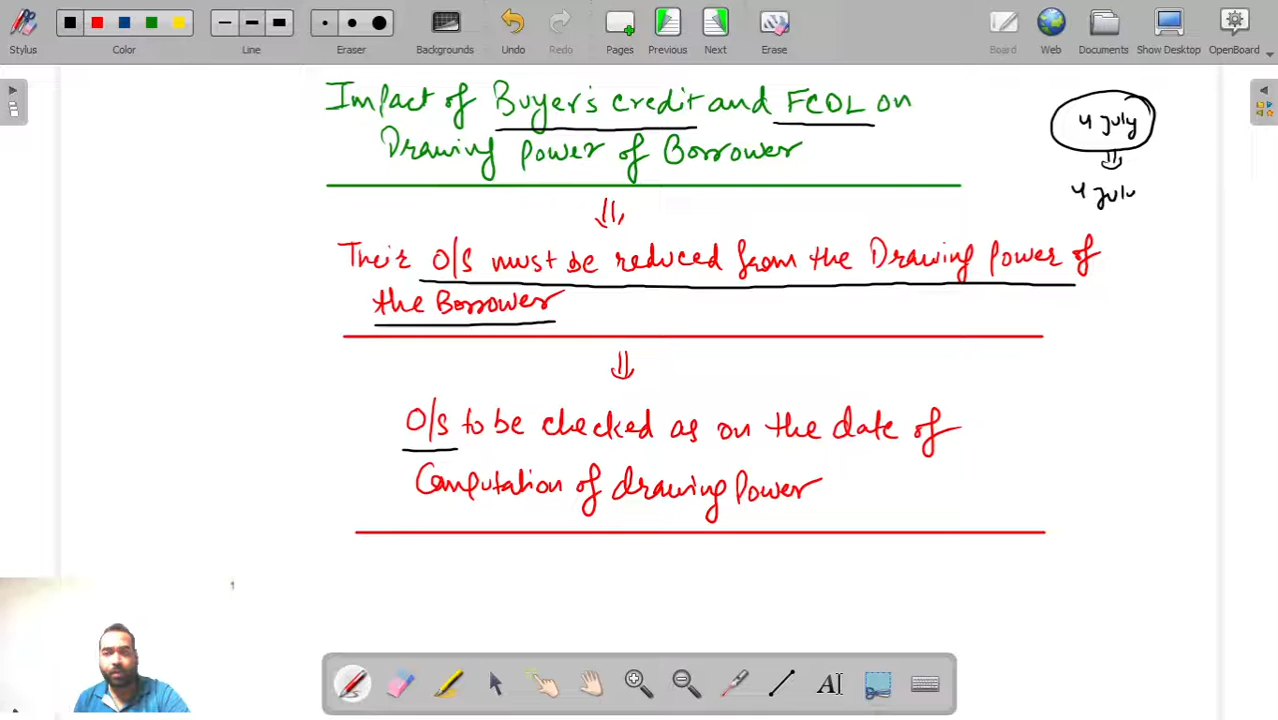 Stylus
Color
Line
Eraser
Backgrounds
Undo
Redo
Pages
Previous
Next
Erase
Board
Web
Documents
Show Desktop
OpenBoard
Impact of Buyer's credit and FCDL on
Drawing Power of Borrower
4 July
4 July
Their O/S must be reduced from the Drawing power of
the Borrower
O/S to be checked as on the date of
Computation of drawing Power